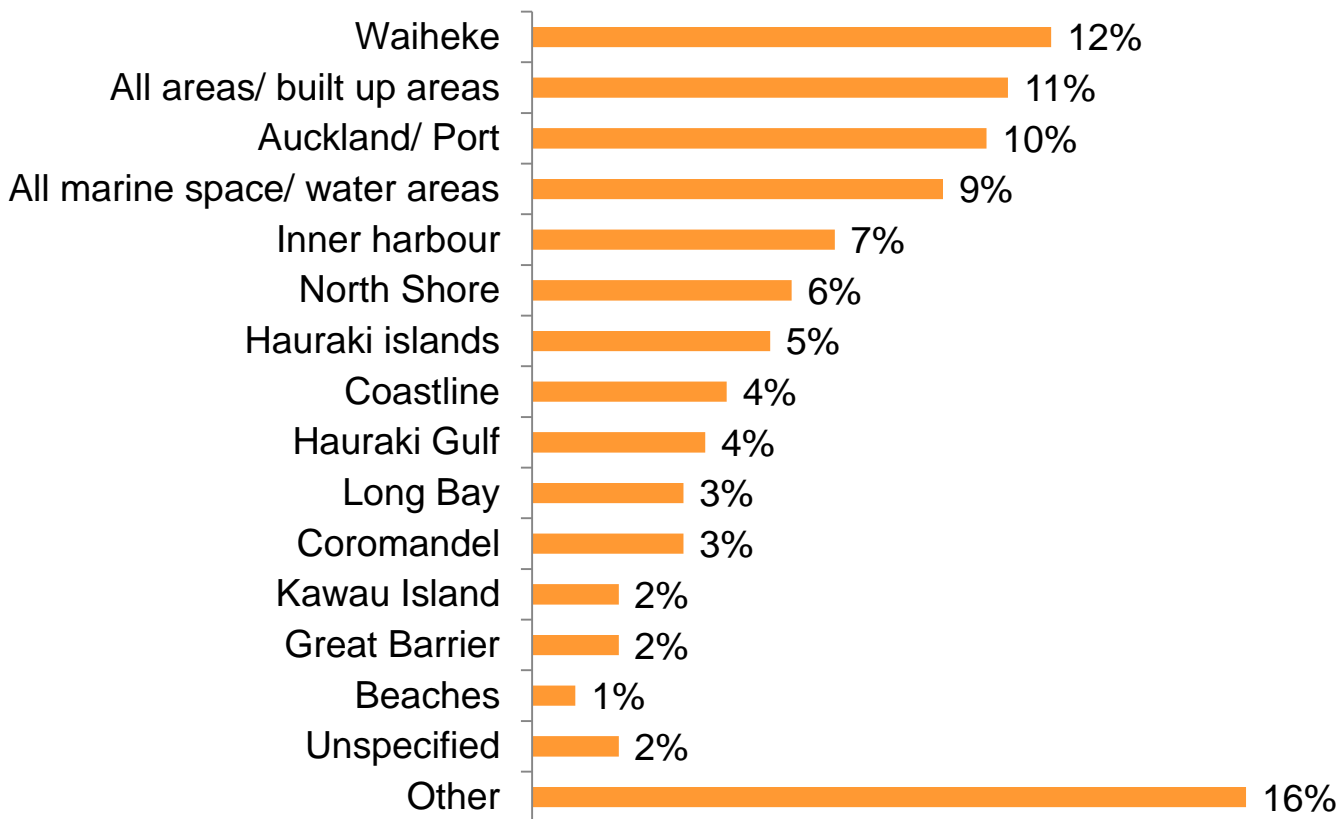 Waiheke 12%
All areas/ built up areas 11%
Auckland/ Port 10%
All marine space/ water areas 9%
Inner harbour 7%
North Shore 6%
Hauraki islands 5%
Coastline 4%
Hauraki Gulf 4%
Long Bay 3%
Coromandel 3%
Kawau Island 2%
Great Barrier 2%
Beaches 1%
Unspecified 2%
Other 16%